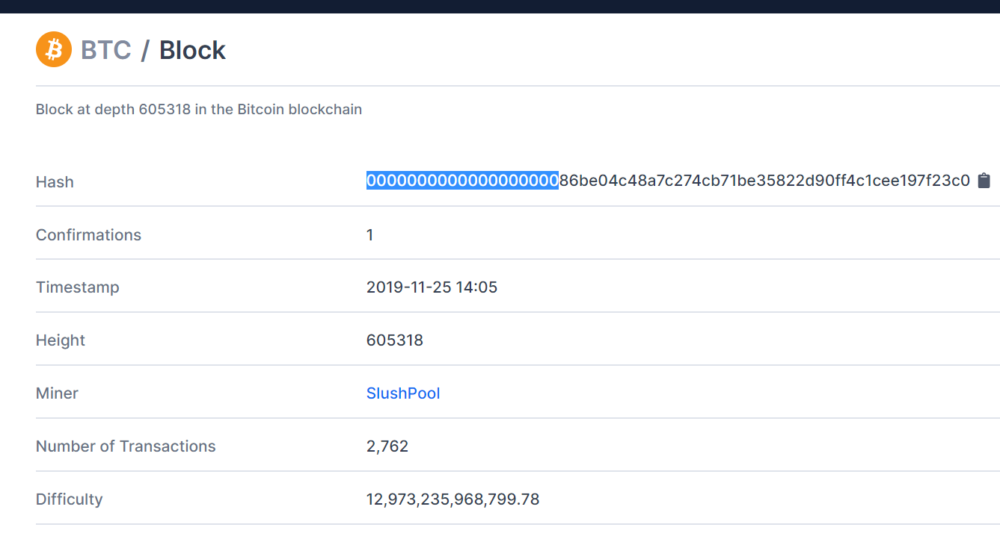 BTC / Block
Block at depth 605318 in the Bitcoin blockchain
Hash 000000000000000000086be04c48a7c274cb71be35822d90ff4c1cee197f23c0
Confirmations 1
Timestamp 2019-11-25 14:05
Height 605318
Miner SlushPool
Number of Transactions 2,762
Difficulty 12,973,235,968,799.78